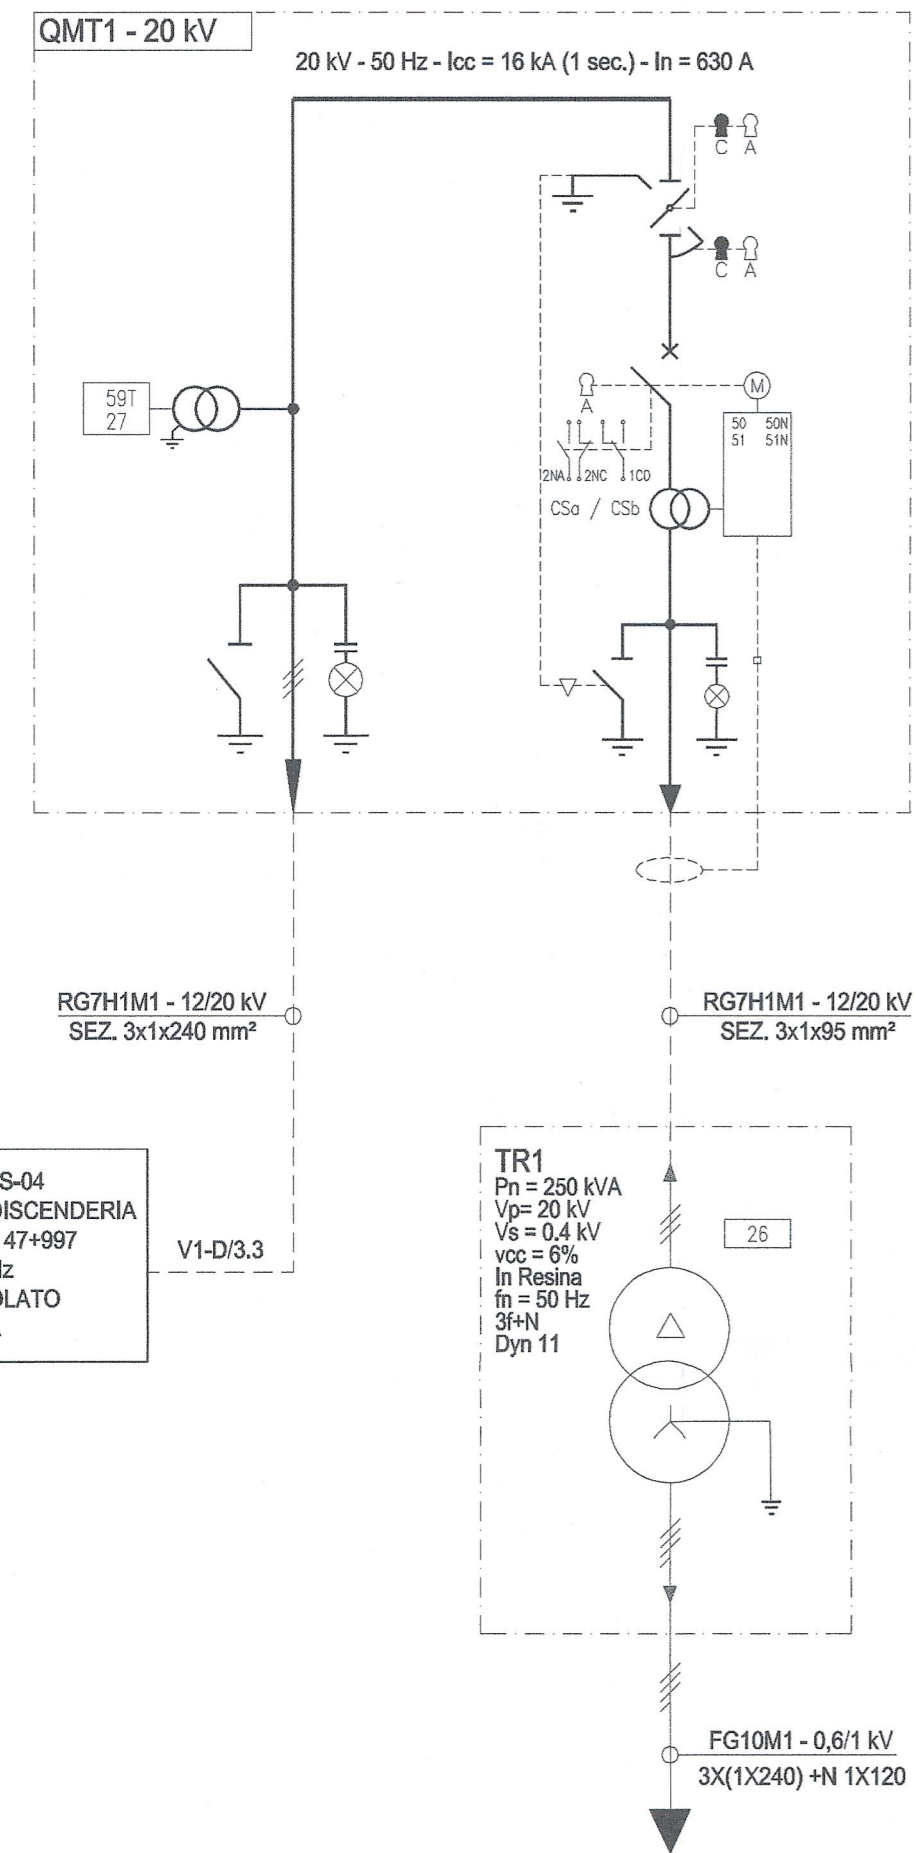 QMT1 - 20 kV
20 kV - 50 Hz - Icc = 16 kA (1 sec.) - In = 630 A
C A
C A
59T
27
A
M
50 50N
51 51N
2NA 2NC 1CO
CSa / CSb
RG7H1M1 - 12/20 kV
SEZ. 3x1x240 mm²
RG7H1M1 - 12/20 kV
SEZ. 3x1x95 mm²
S-04
DISCENDERIA
47+997
V1-D/3.3
TR1
Pn = 250 kVA
Vp= 20 kV
Vs = 0.4 kV
vcc = 6%
In Resina
fn = 50 Hz
3f+N
Dyn 11
26
FG10M1 - 0,6/1 kV
3X(1X240) +N 1X120